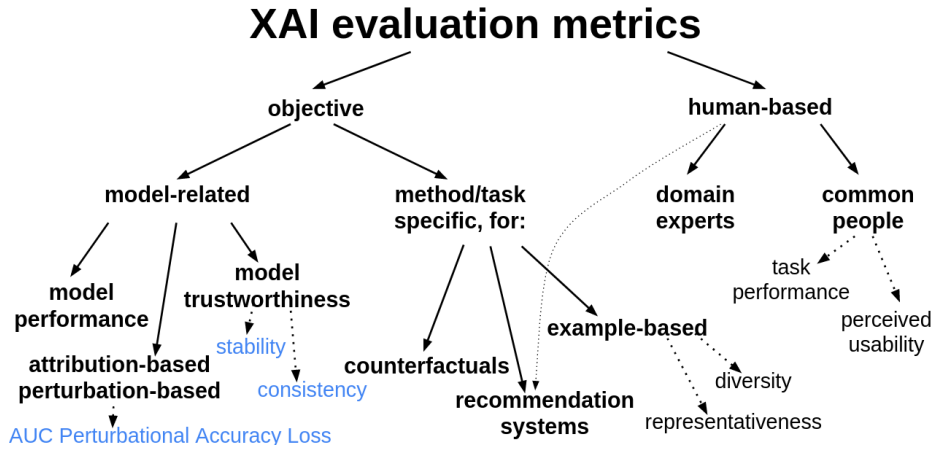 XAI evaluation metrics
objective
human-based
model-related
method/task
specific, for:
domain
experts
common
people
model
performance
attribution-based
perturbation-based
AUC Perturbational Accuracy Loss
model
trustworthiness
stability
consistency
counterfactuals
recommendation
systems
example-based
diversity
representativeness
task
performance
perceived
usability